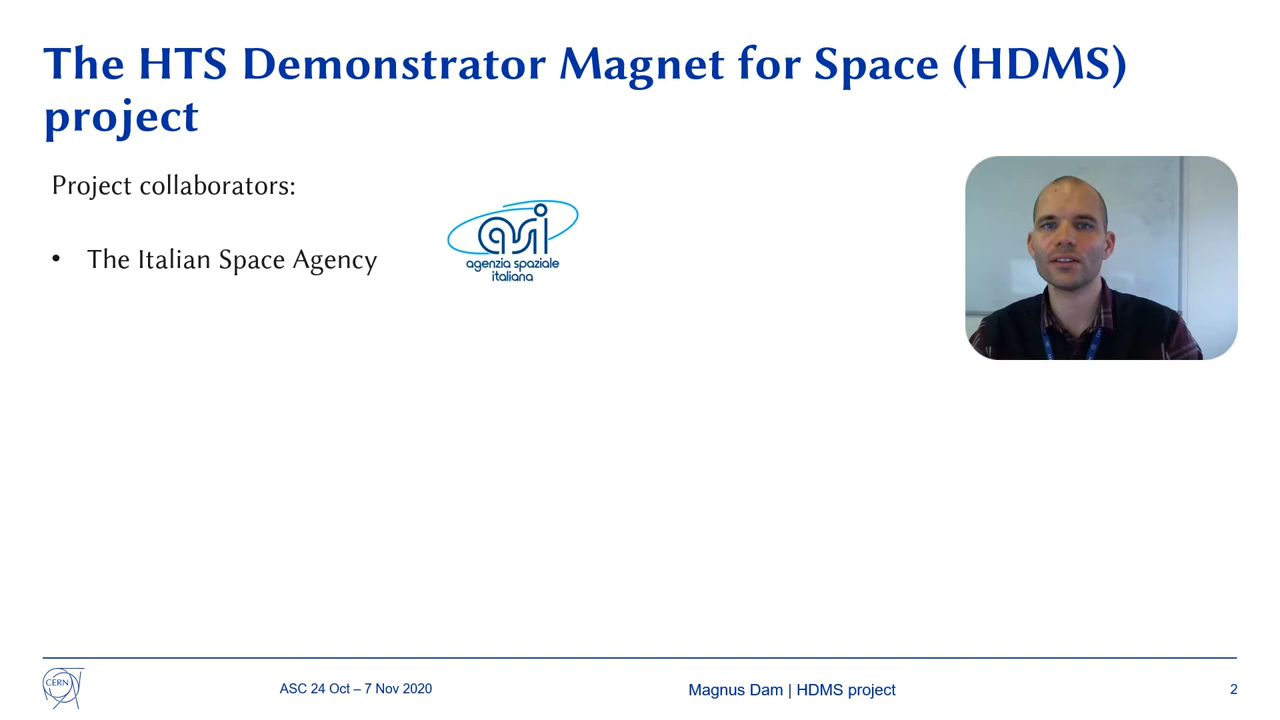 The HTS Demonstrator Magnet for Space (HDMS)
project
Project collaborators:
• The Italian Space Agency
asi
agenzia spaziale
italiana
CERN
ASC 24 Oct – 7 Nov 2020
Magnus Dam | HDMS project
2